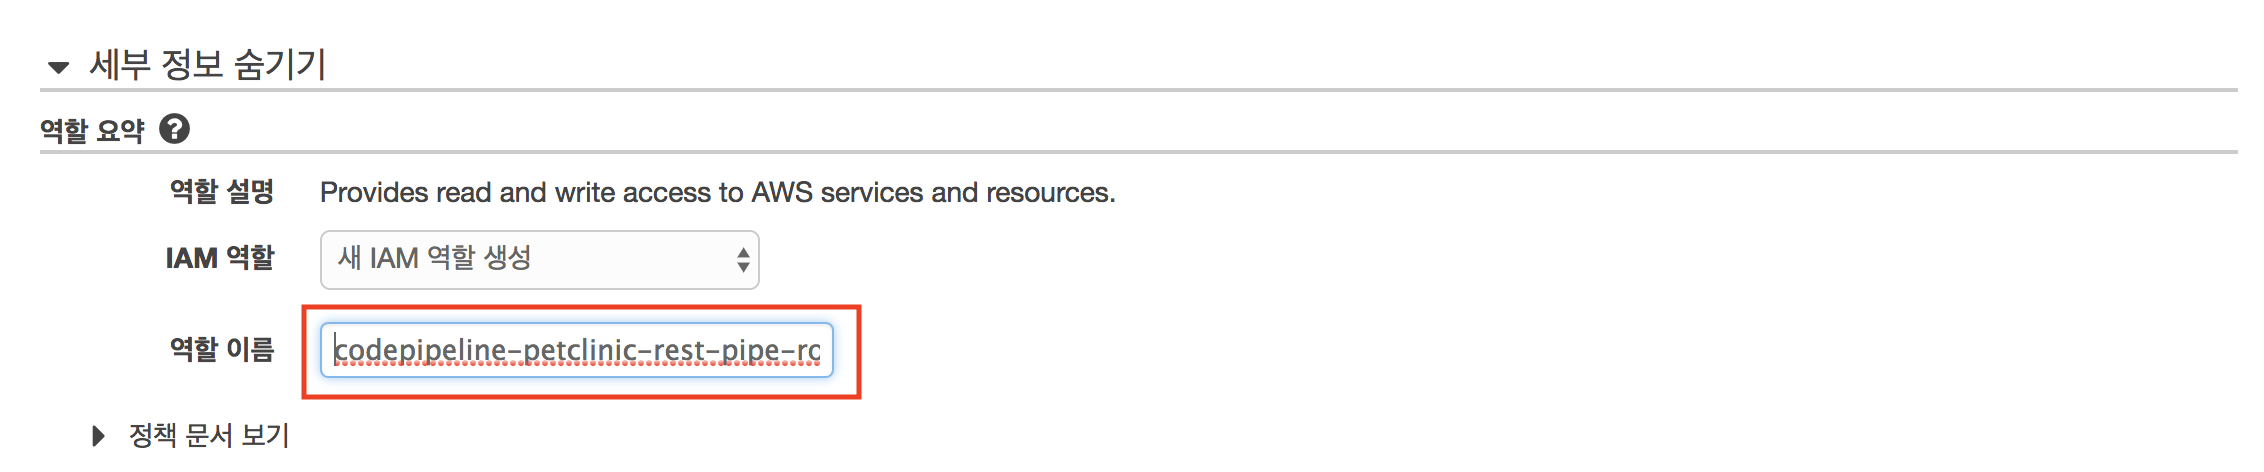 세부 정보 숨기기
역할 요약 ?
역할 설명 Provides read and write access to AWS services and resources.
IAM 역할 새 IAM 역할 생성
역할 이름 codepipeline-petclinic-rest-pipe-ro
정책 문서 보기